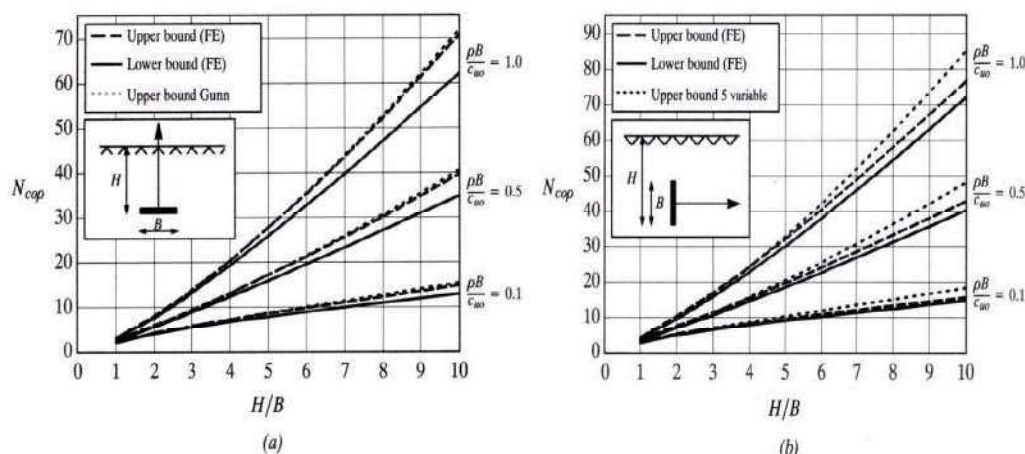 70
60
50
40
30
20
10
0
N_cop
Upper bound (FE)
Lower bound (FE)
Upper bound Gunn
H
B
ρB/c_uo = 1.0
ρB/c_uo = 0.5
ρB/c_uo = 0.1
0 1 2 3 4 5 6 7 8 9 10
H/B
(a)
90
80
70
60
50
40
30
20
10
0
N_cop
Upper bound (FE)
Lower bound (FE)
Upper bound 5 variable
H
B
ρB/c_uo = 1.0
ρB/c_uo = 0.5
ρB/c_uo = 0.1
0 1 2 3 4 5 6 7 8 9 10
H/B
(b)